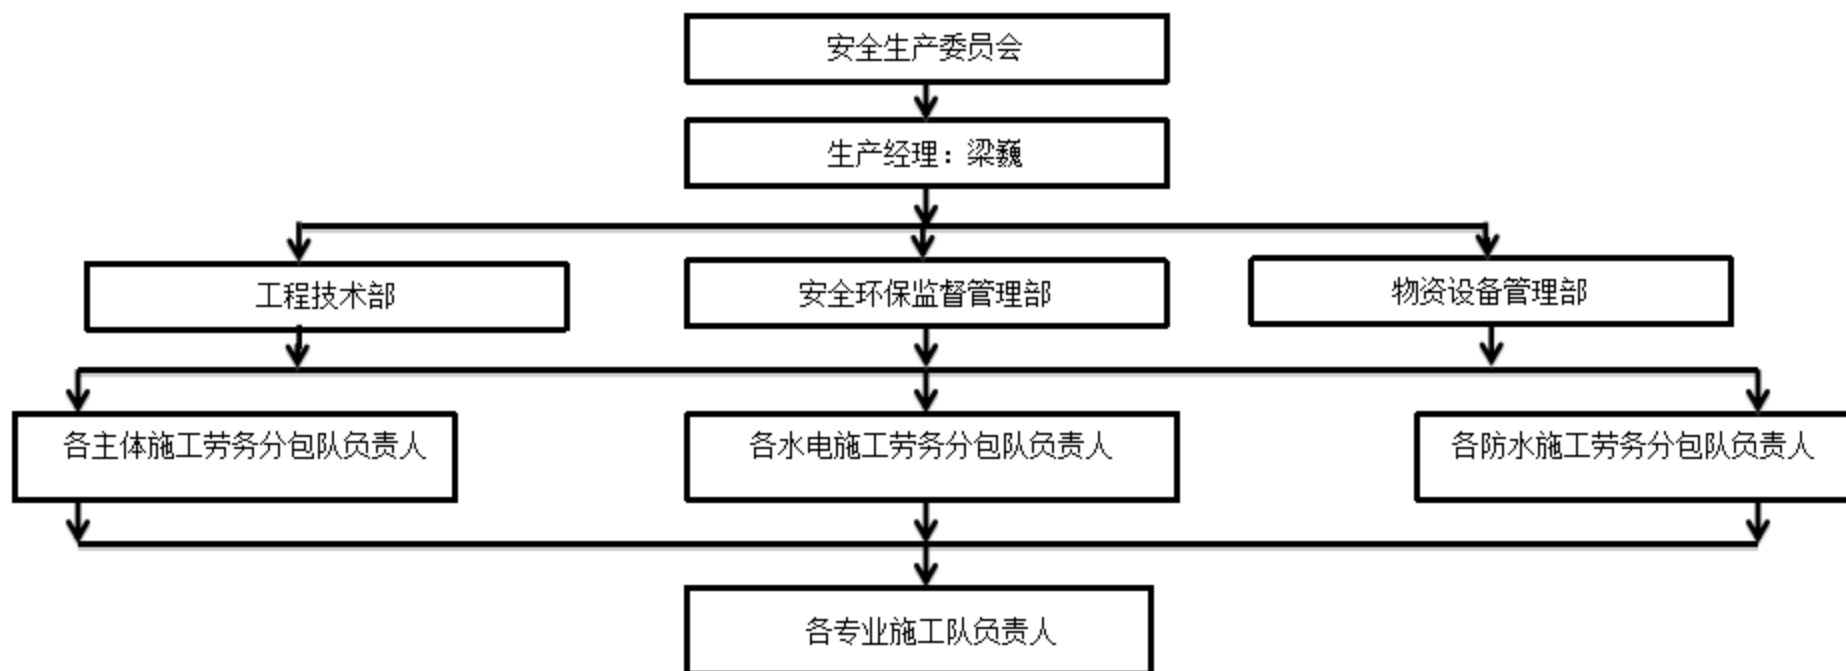 安全生产委员会
生产经理：梁巍
工程技术部
安全环保监督管理部
物资设备管理部
各主体施工劳务分包队负责人
各水电施工劳务分包队负责人
各防水施工劳务分包队负责人
各专业施工队负责人